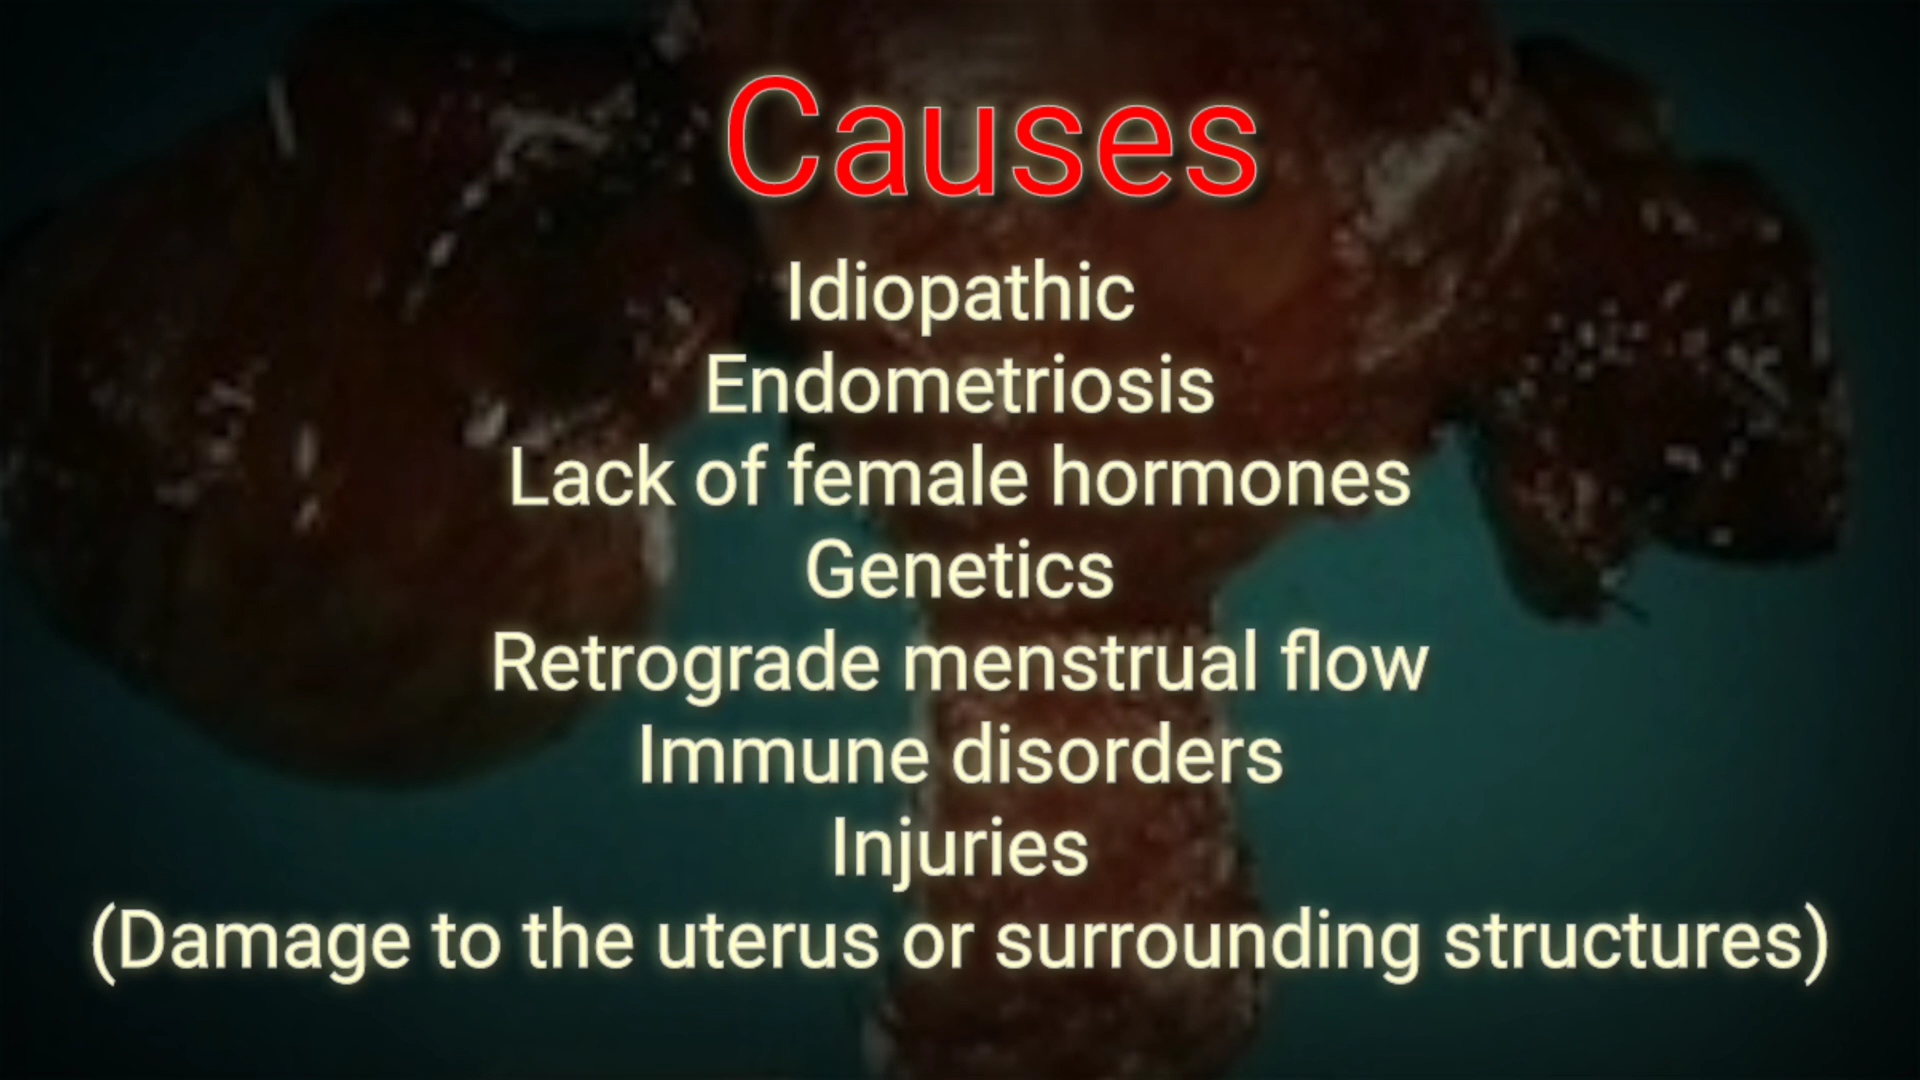 Causes
Idiopathic
Endometriosis
Lack of female hormones
Genetics
Retrograde menstrual flow
Immune disorders
Injuries
(Damage to the uterus or surrounding structures)